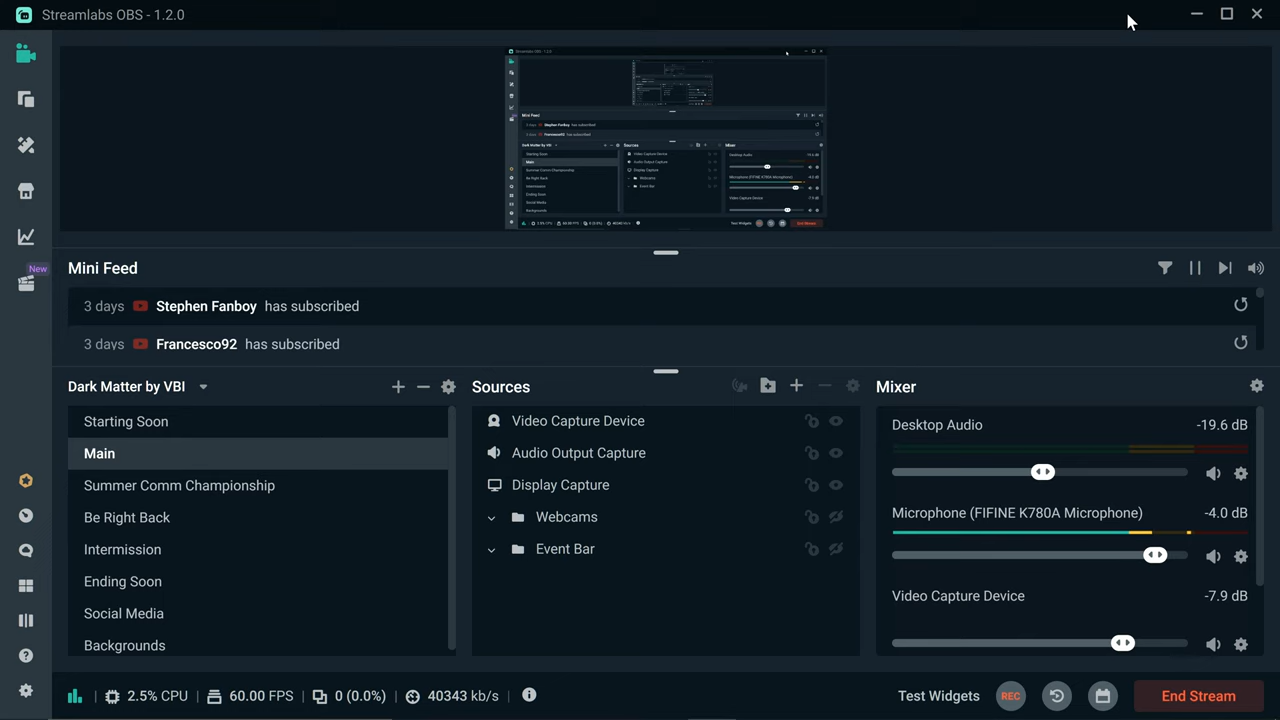 Streamlabs OBS - 1.2.0
New
Mini Feed
3 days Stephen Fanboy has subscribed
3 days Francesco92 has subscribed
Dark Matter by VBI
Starting Soon
Main
Summer Comm Championship
Be Right Back
Intermission
Ending Soon
Social Media
Backgrounds
Sources
Video Capture Device
Audio Output Capture
Display Capture
Webcams
Event Bar
Mixer
Desktop Audio -19.6 dB
Microphone (FIFINE K780A Microphone) -4.0 dB
Video Capture Device -7.9 dB
2.5% CPU 60.00 FPS 0 (0.0%) 40343 kb/s
Test Widgets REC End Stream